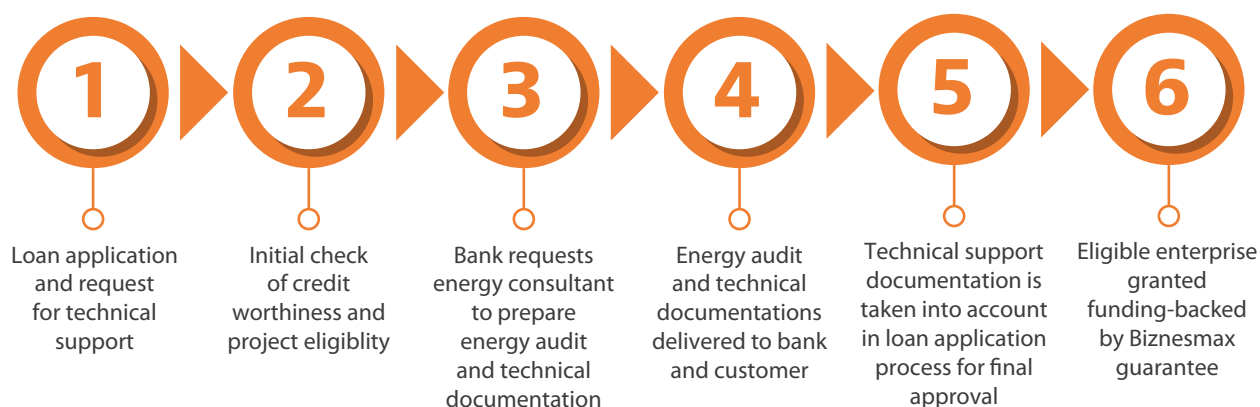 1
2
3
4
5
6
Loan application
and request
for technical
support
Initial check
of credit
worthiness and
project eligiblity
Bank requests
energy consultant
to prepare
energy audit
and technical
documentation
Energy audit
and technical
documentations
delivered to bank
and customer
Technical support
documentation is
taken into account
in loan application
process for final
approval
Eligible enterprise
granted
funding-backed
by Biznesmax
guarantee